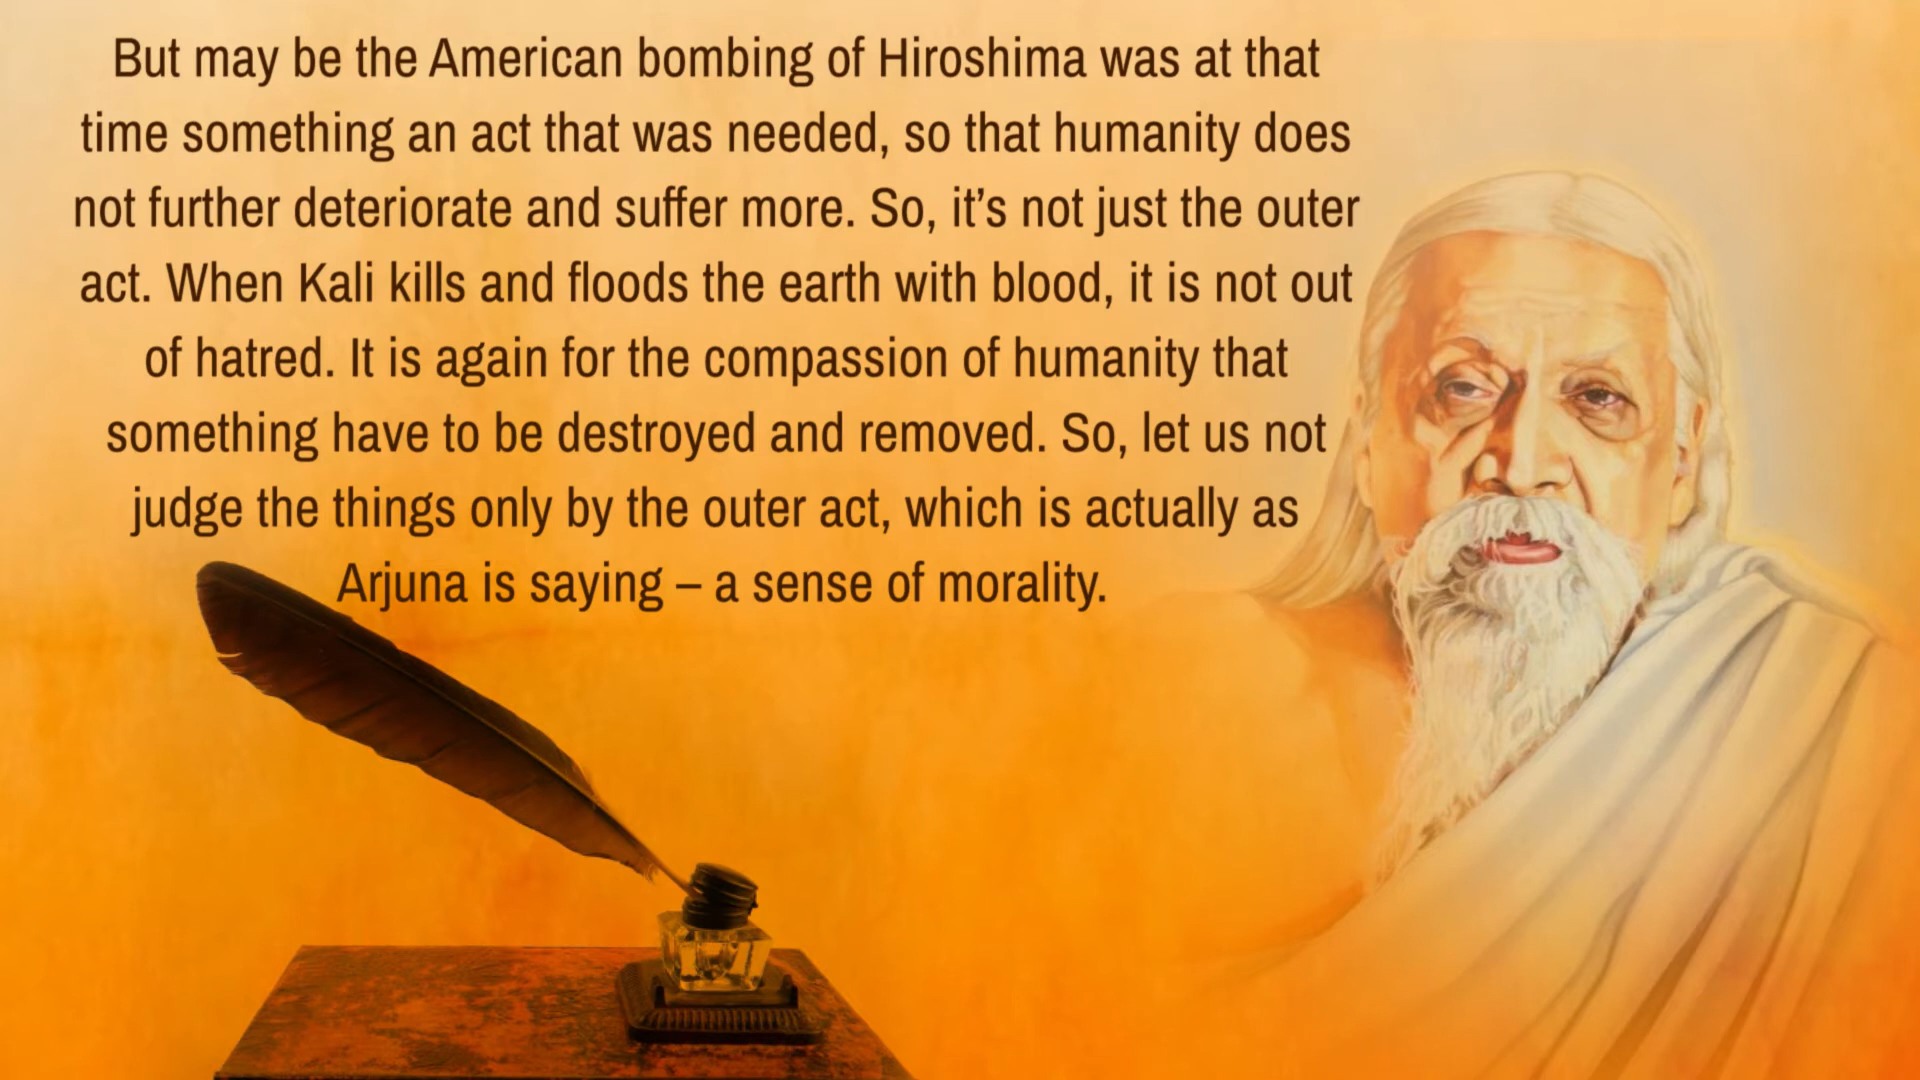 But may be the American bombing of Hiroshima was at that
time something an act that was needed, so that humanity does
not further deteriorate and suffer more. So, it’s not just the outer
act. When Kali kills and floods the earth with blood, it is not out
of hatred. It is again for the compassion of humanity that
something have to be destroyed and removed. So, let us not
judge the things only by the outer act, which is actually as
Arjuna is saying – a sense of morality.